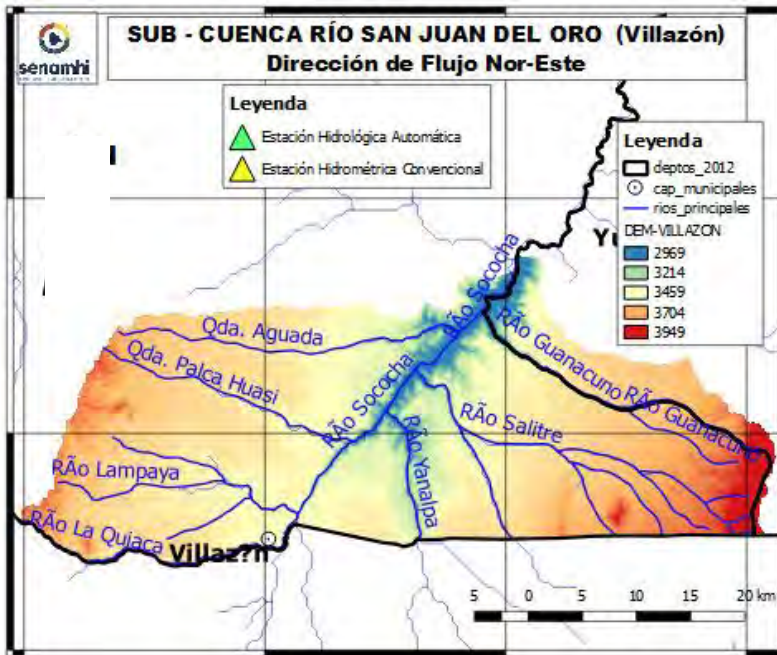 SUB - CUENCA RÍO SAN JUAN DEL ORO (Villazón)
Dirección de Flujo Nor-Este
senamhi
Leyenda
Estación Hidrológica Automática
Estación Hidrométrica Convencional
Leyenda
deptos_2012
cap_municipales
rios_principales
DEM-VILLAZON
2969
3214
3459
3704
3949
RÃo Sococha
Qda. Aguada
RÃo Guanacuno
Qda. Palca Huasi
RÃo Sococha
RÃo Guanacuno
RÃo Salitre
RÃo Yanalpa
RÃo Lampaya
RÃo La Quiaca
Villaz?n
5 0 5 10 15 20 km